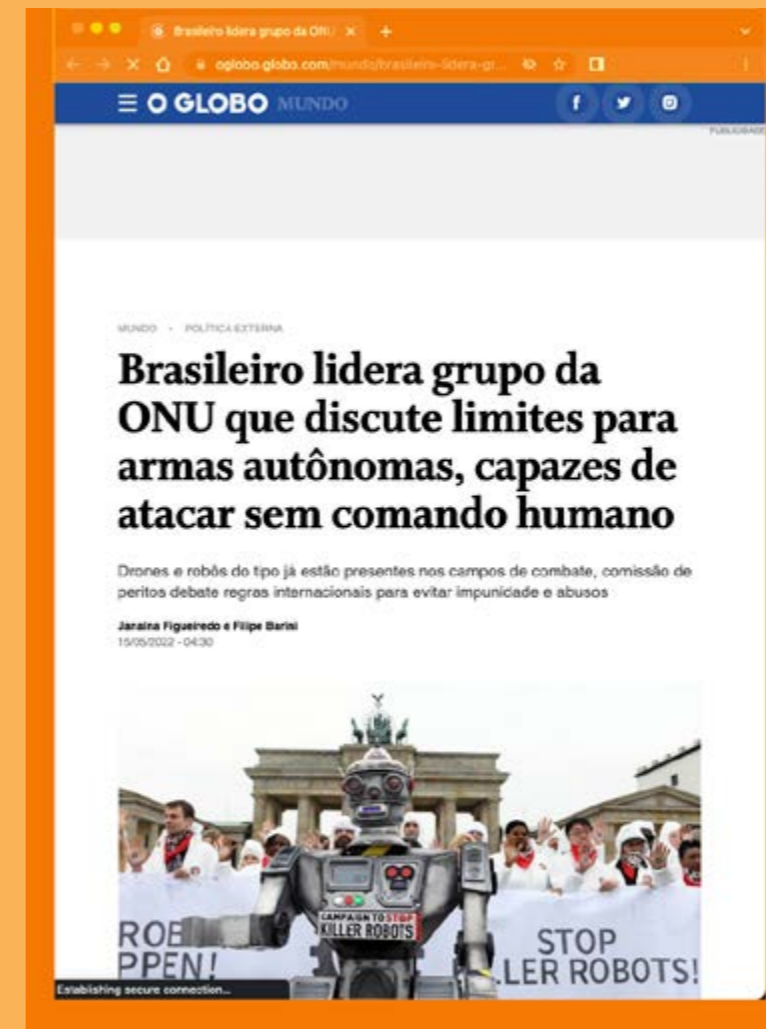 Brasileiro lidera grupo da ONU
oglobo.globo.com/mundo/brasileiro-lidera-gr...
O GLOBO MUNDO
PUBLICIDADE
MUNDO • POLÍTICA EXTERNA
Brasileiro lidera grupo da
ONU que discute limites para
armas autônomas, capazes de
atacar sem comando humano
Drones e robôs do tipo já estão presentes nos campos de combate, comissão de
peritos debate regras internacionais para evitar impunidade e abusos
Janaína Figueiredo e Filipe Barini
15/05/2022 - 04:30
CAMPAIGN TO STOP
KILLER ROBOTS
ROB
PPEN!
STOP
LLER ROBOTS!
Establishing secure connection...